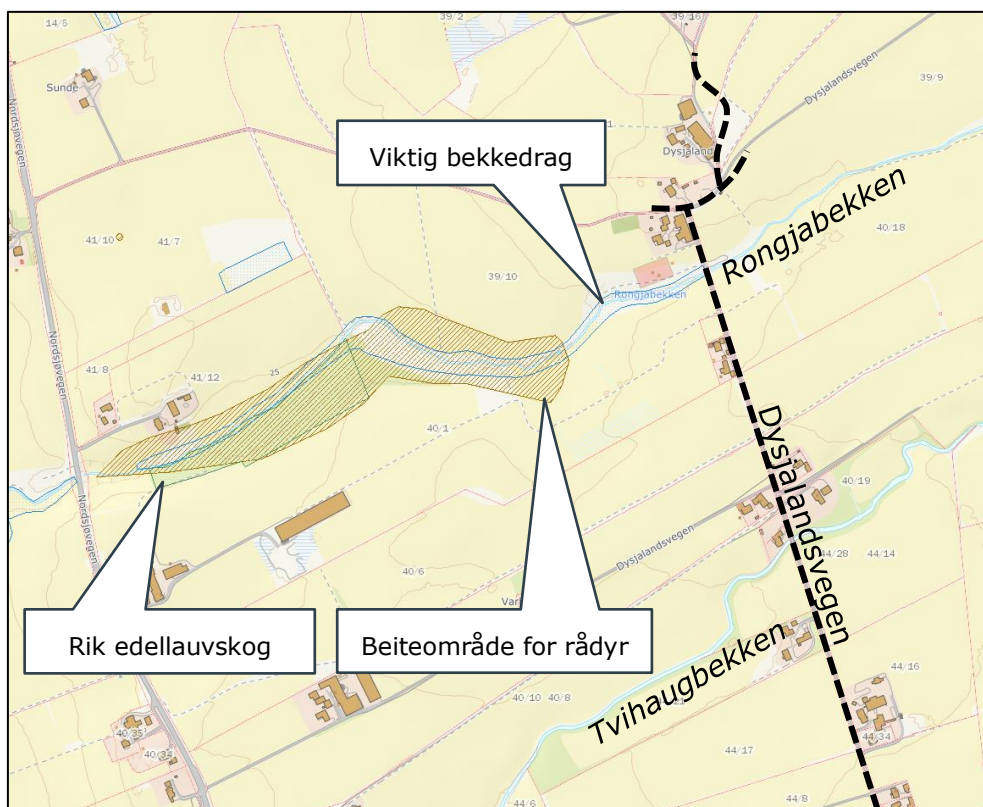 14/5
39/2
39/16
Sunde
Nordsjøvegen
Dysjalandsvegen
39/9
Viktig bekkedrag
Dysjaland
Rongjabekken
41/10
41/7
40/18
39/10
Rongjabekken
Nordsjøvegen
41/8
25
41/12
40/1
Dysjalandsvegen
40/19
Nordsjøvegen
Dysjalandsvegen
44/28
44/14
40/6
Rik edellauvskog
Beiteområde for rådyr
Tvihaugbekken
44/16
40/10
40/8
40/35
40/34
44/34
44/17
44/6
44/8